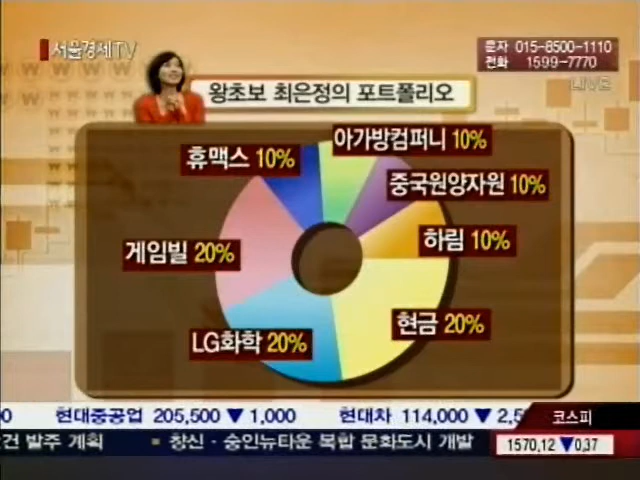 서울경제TV
문자 015-8500-1110
전화 1599-7770
LIVE
왕초보 최은정의 포트폴리오
아가방컴퍼니 10%
휴맥스 10%
중국원양자원 10%
하림 10%
게임빌 20%
현금 20%
LG화학 20%
0 현대중공업 205,500 ▼ 1,000 현대차 114,000 ▼ 2,5
코스피
건 발주 계획 ▪ 창신·숭인뉴타운 복합 문화도시 개발
1570.12 ▼0.37